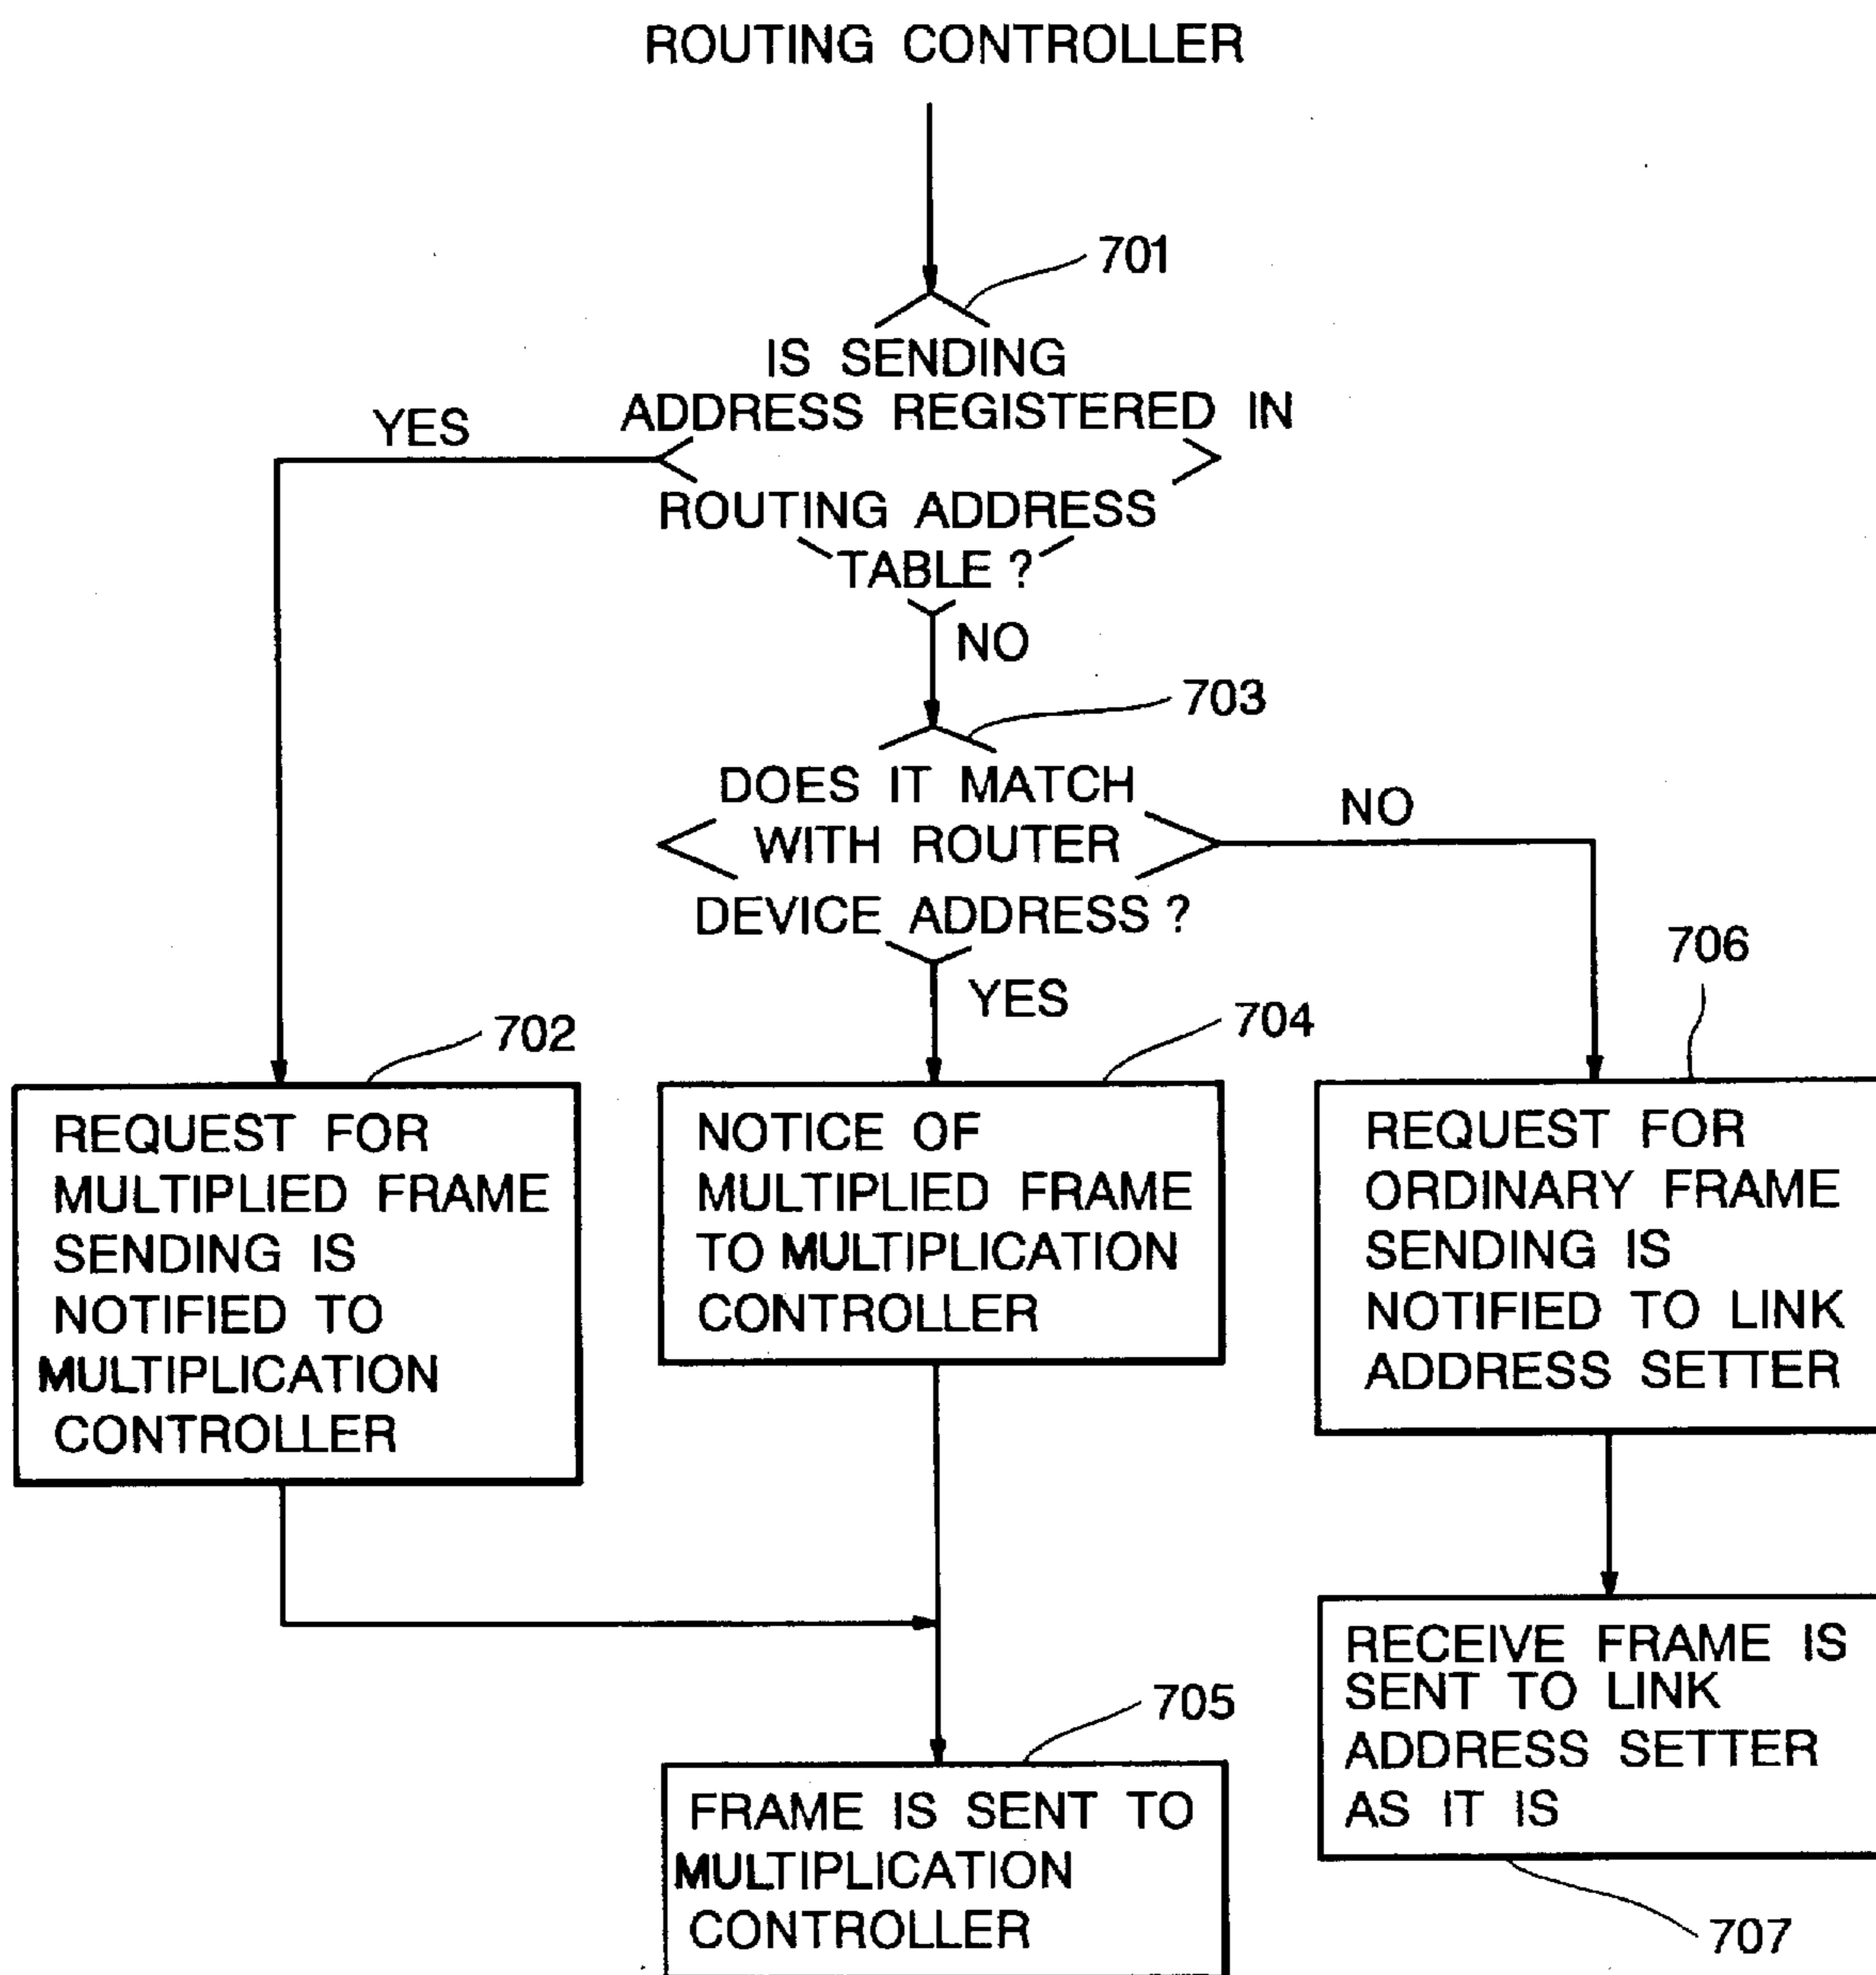 ROUTING CONTROLLER
701
IS SENDING
ADDRESS REGISTERED IN
YES
ROUTING ADDRESS
TABLE ?
NO
703
DOES IT MATCH
WITH ROUTER
DEVICE ADDRESS ?
NO
YES
702
704
706
REQUEST FOR
MULTIPLIED FRAME
SENDING IS
NOTIFIED TO
MULTIPLICATION
CONTROLLER
NOTICE OF
MULTIPLIED FRAME
TO MULTIPLICATION
CONTROLLER
REQUEST FOR
ORDINARY FRAME
SENDING IS
NOTIFIED TO LINK
ADDRESS SETTER
705
FRAME IS SENT TO
MULTIPLICATION
CONTROLLER
RECEIVE FRAME IS
SENT TO LINK
ADDRESS SETTER
AS IT IS
707